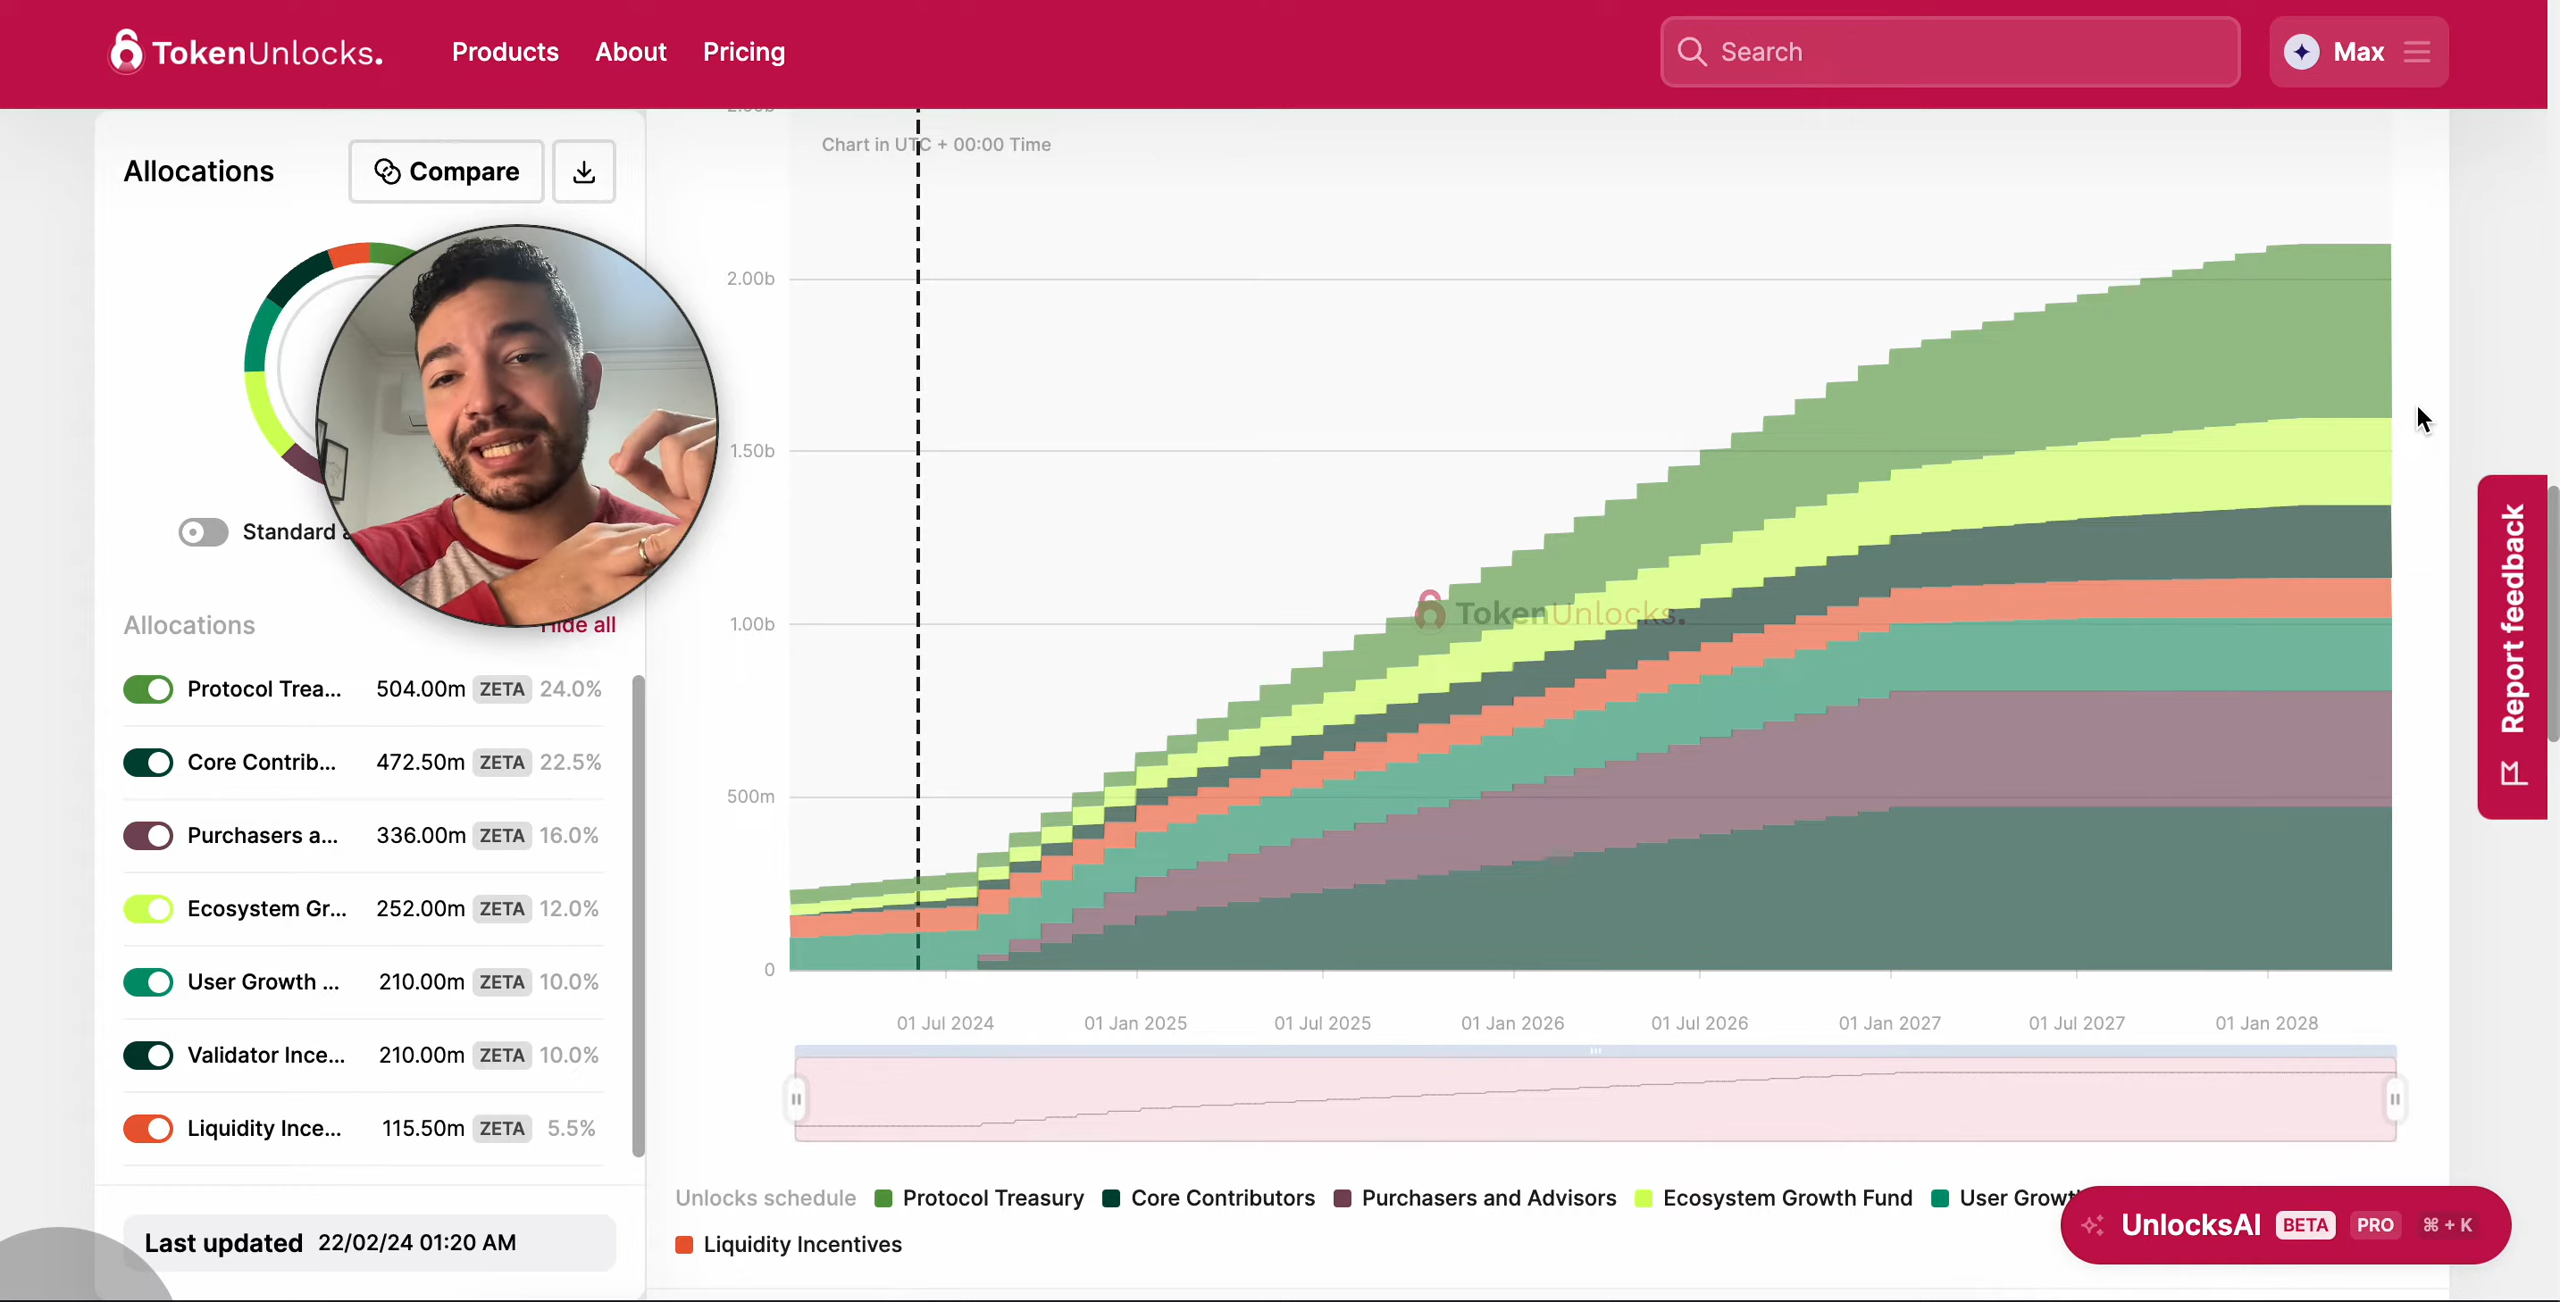 TokenUnlocks.
Products
About
Pricing
Search
Max
Allocations
Compare
Chart in UTC + 00:00 Time
2.00b
1.50b
1.00b
500m
0
TokenUnlocks.
Standard
Allocations
Hide all
Protocol Trea... 504.00m ZETA 24.0%
Core Contrib... 472.50m ZETA 22.5%
Purchasers a... 336.00m ZETA 16.0%
Ecosystem Gr... 252.00m ZETA 12.0%
User Growth ... 210.00m ZETA 10.0%
Validator Ince... 210.00m ZETA 10.0%
Liquidity Ince... 115.50m ZETA 5.5%
Last updated 22/02/24 01:20 AM
01 Jul 2024
01 Jan 2025
01 Jul 2025
01 Jan 2026
01 Jul 2026
01 Jan 2027
01 Jul 2027
01 Jan 2028
Unlocks schedule Protocol Treasury Core Contributors Purchasers and Advisors Ecosystem Growth Fund User
Liquidity Incentives
UnlocksAI BETA PRO ⌘ + K
Report feedback